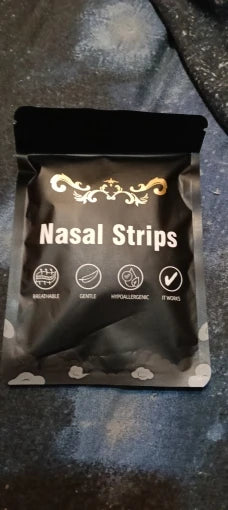 Nasal Strips
BREATHABLE GENTLE HYPOALLERGENIC IT WORKS